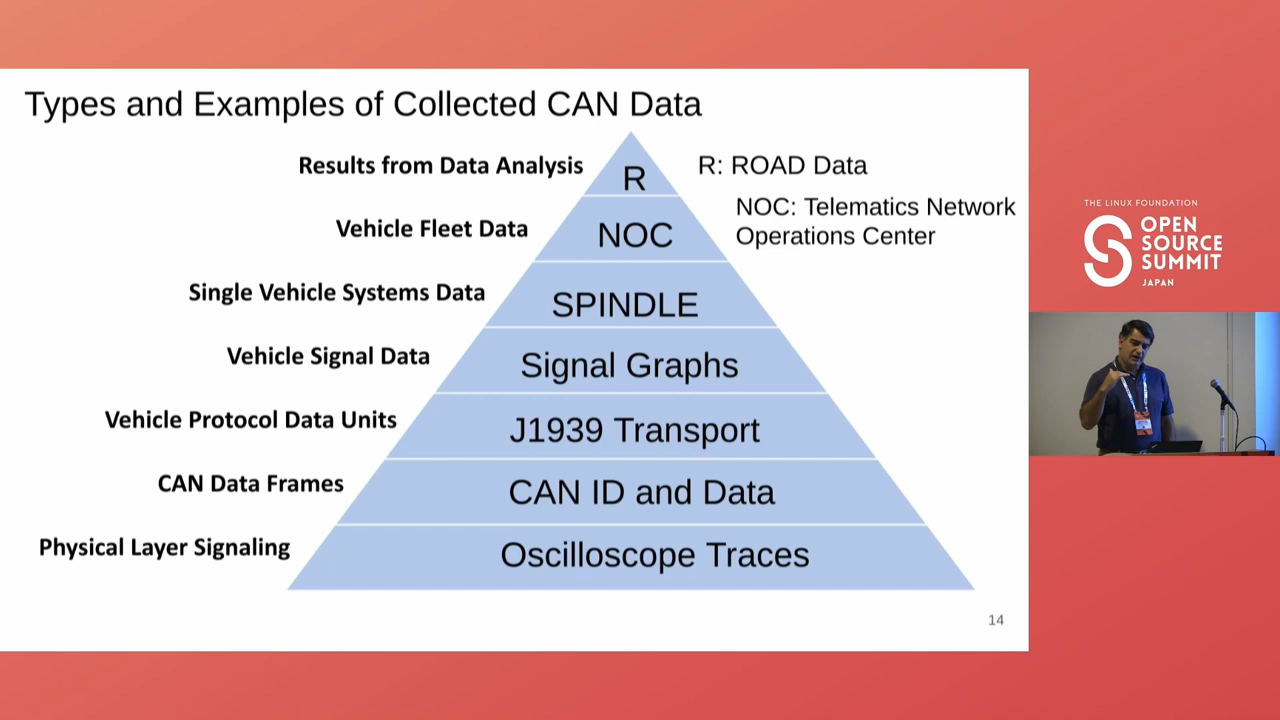 Types and Examples of Collected CAN Data
Results from Data Analysis
R
R: ROAD Data
Vehicle Fleet Data
NOC
NOC: Telematics Network
Operations Center
Single Vehicle Systems Data
SPINDLE
Vehicle Signal Data
Signal Graphs
Vehicle Protocol Data Units
J1939 Transport
CAN Data Frames
CAN ID and Data
Physical Layer Signaling
Oscilloscope Traces
14
THE LINUX FOUNDATION
OPEN
SOURCE
SUMMIT
JAPAN